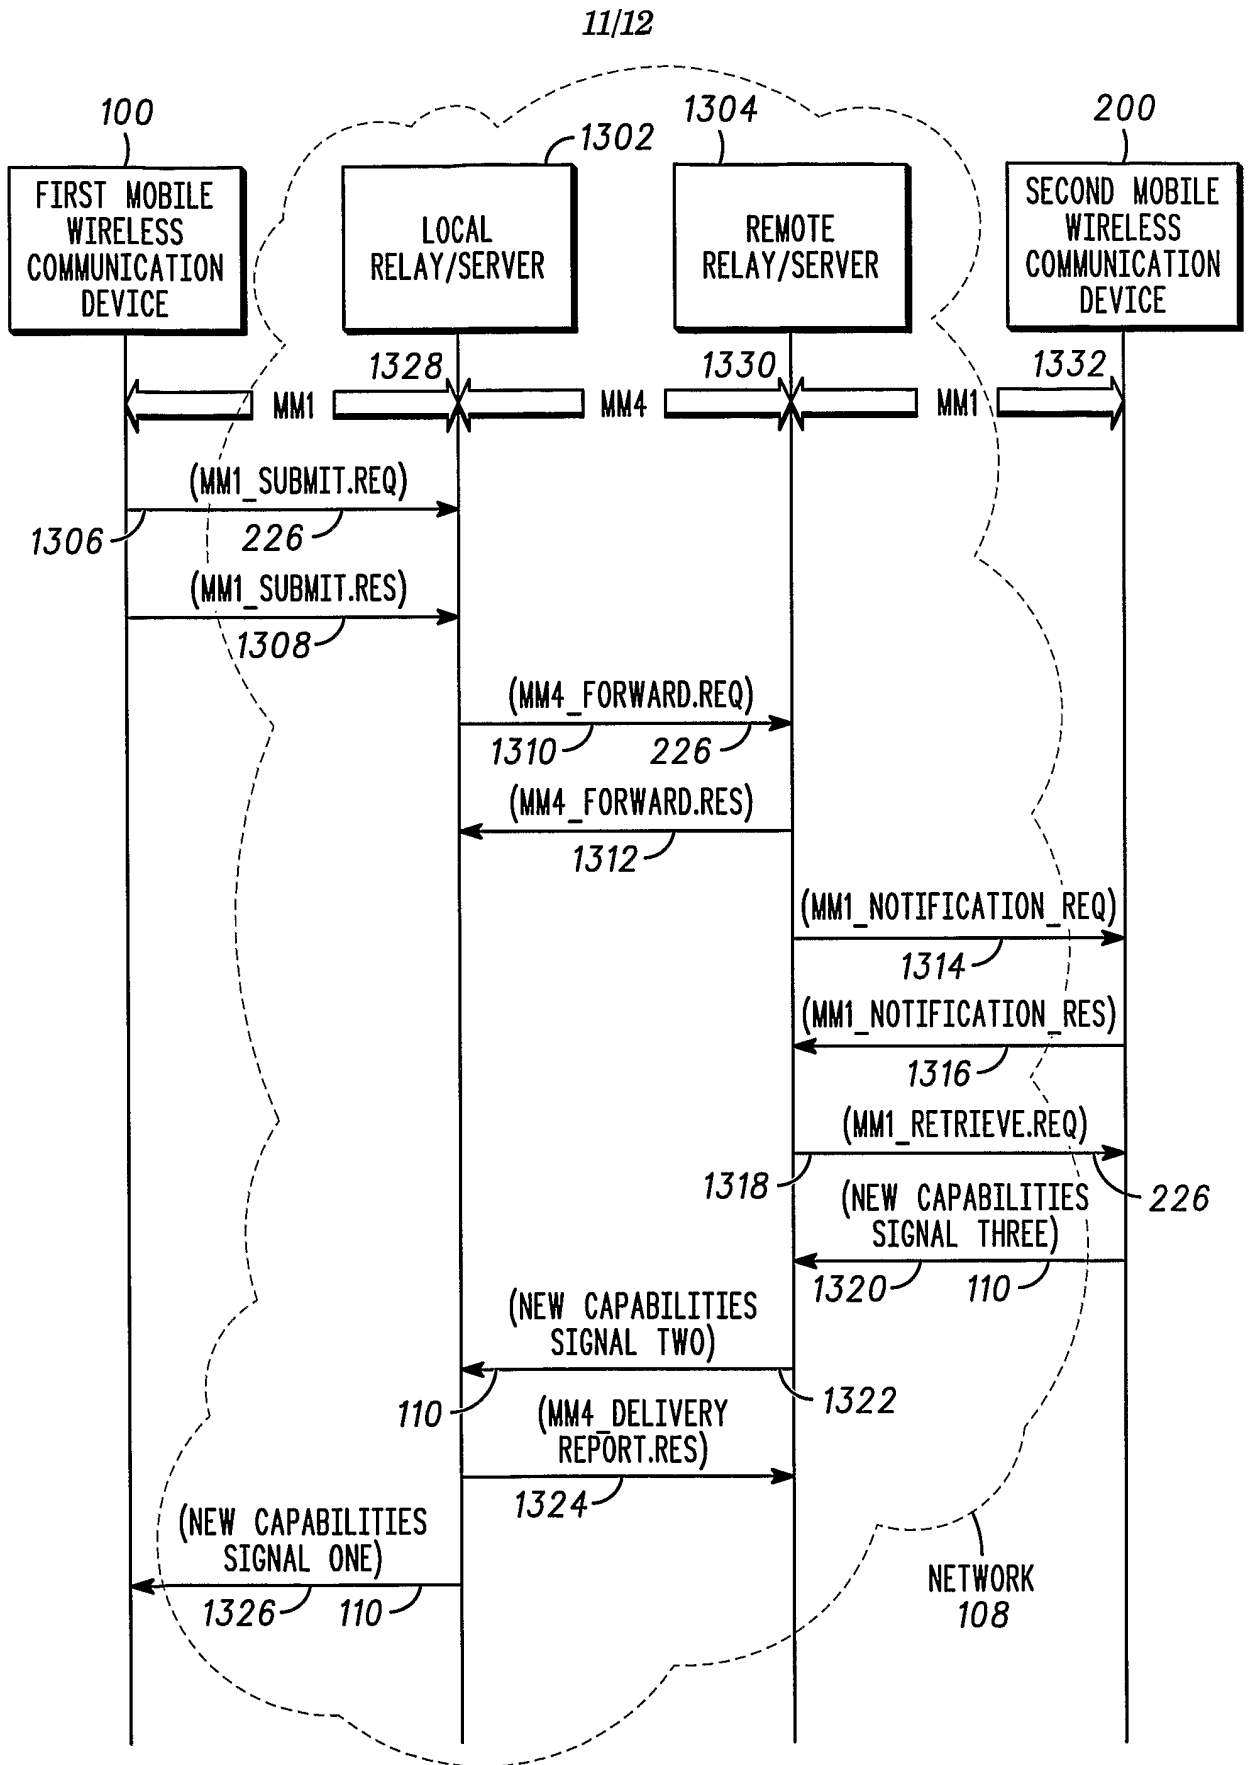 11/12
100
1302
1304
200
FIRST MOBILE
WIRELESS
COMMUNICATION
DEVICE
LOCAL
RELAY/SERVER
REMOTE
RELAY/SERVER
SECOND MOBILE
WIRELESS
COMMUNICATION
DEVICE
1328
1330
1332
MM1
MM4
MM1
(MM1_SUBMIT.REQ)
1306
226
(MM1_SUBMIT.RES)
1308
(MM4_FORWARD.REQ)
1310
226
(MM4_FORWARD.RES)
1312
(MM1_NOTIFICATION_REQ)
1314
(MM1_NOTIFICATION_RES)
1316
(MM1_RETRIEVE.REQ)
1318
226
(NEW CAPABILITIES
SIGNAL THREE)
1320
110
(NEW CAPABILITIES
SIGNAL TWO)
110
1322
(MM4_DELIVERY
REPORT.RES)
1324
(NEW CAPABILITIES
SIGNAL ONE)
1326
110
NETWORK
108